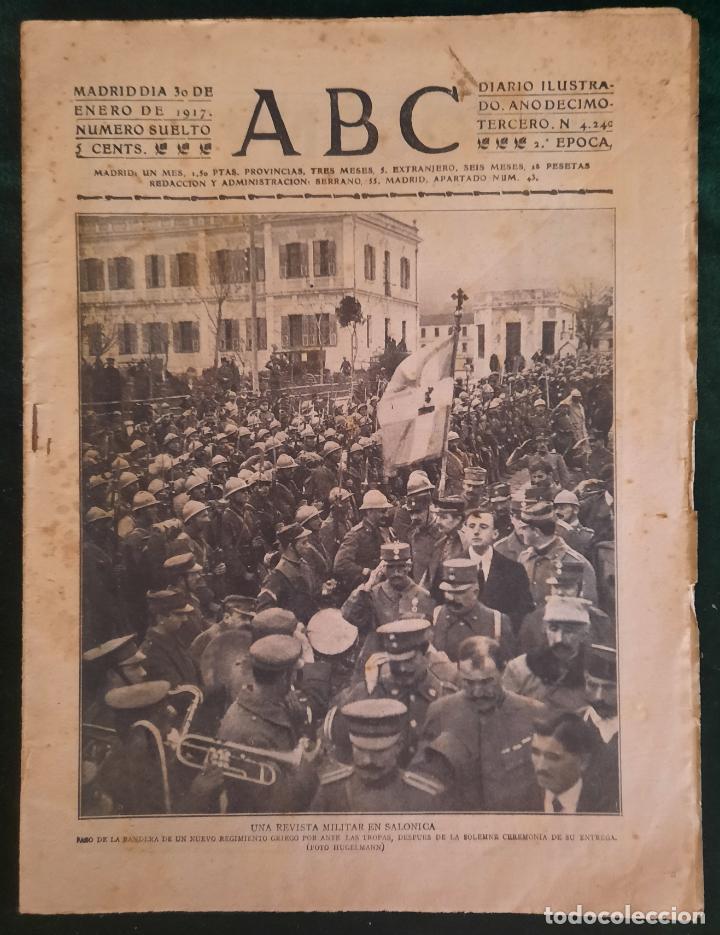 MADRID DIA 30 DE
ENERO DE 1917.
NUMERO SUELTO
5 CENTS.
ABC
DIARIO ILUSTRA-
DO. AÑO DECIMO-
TERCERO. N 4.240
2.ª EPOCA,
MADRID: UN MES, 1,50 PTAS. PROVINCIAS, TRES MESES, 5. EXTRANJERO, SEIS MESES, 18 PESETAS
REDACCION Y ADMINISTRACION: SERRANO, 55, MADRID, APARTADO NUM. 43.
UNA REVISTA MILITAR EN SALONICA
PASO DE LA BANDERA DE UN NUEVO REGIMIENTO GRIEGO POR ANTE LAS TROPAS, DESPUES DE LA SOLEMNE CEREMONIA DE SU ENTREGA.
(FOTO HUGELMANN)
todocoleccion.net